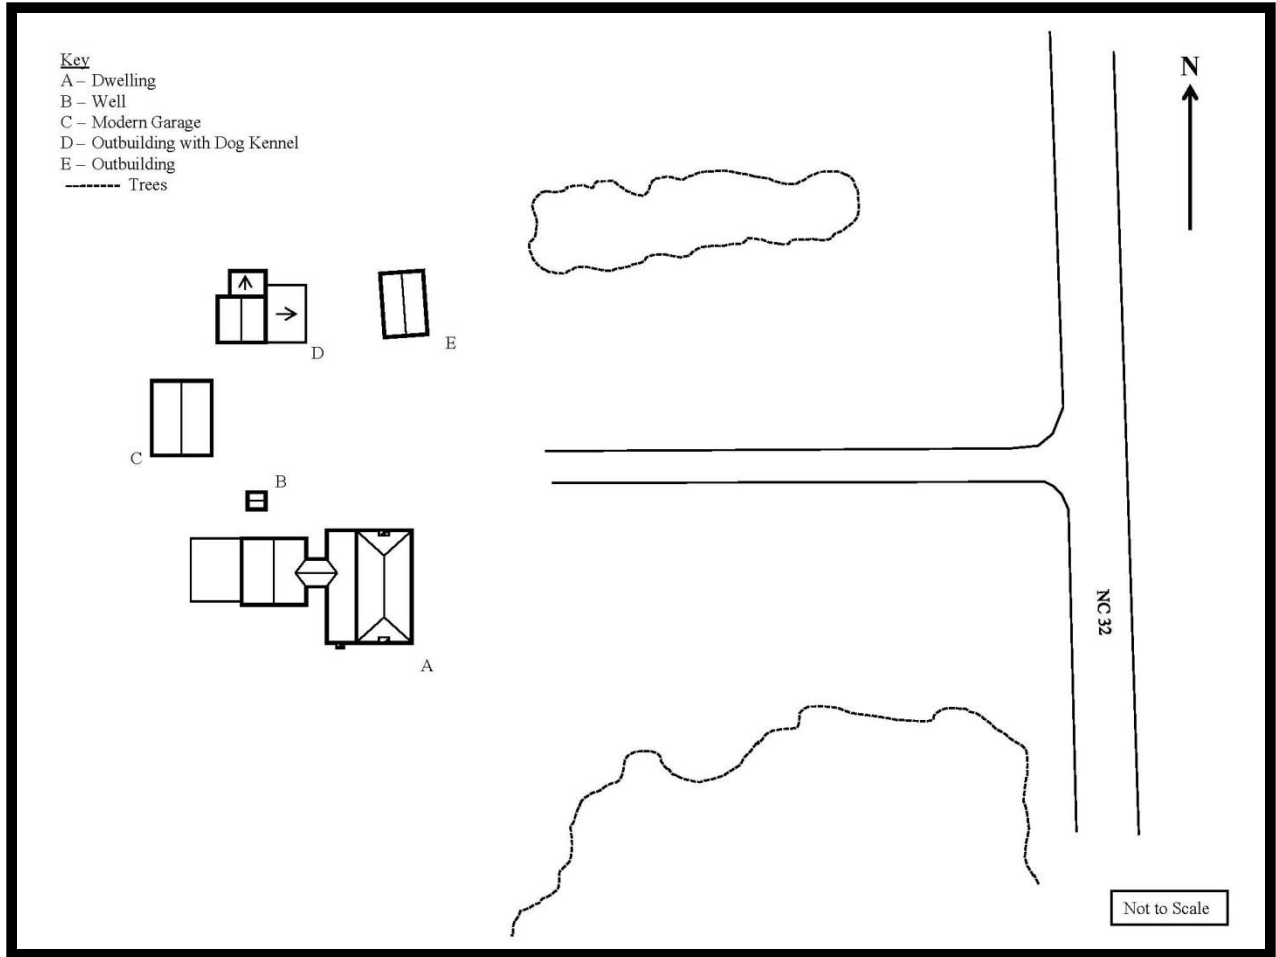 Key
A – Dwelling
B – Well
C – Modern Garage
D – Outbuilding with Dog Kennel
E – Outbuilding
Trees
N
D
E
C
B
A
NC 32
Not to Scale